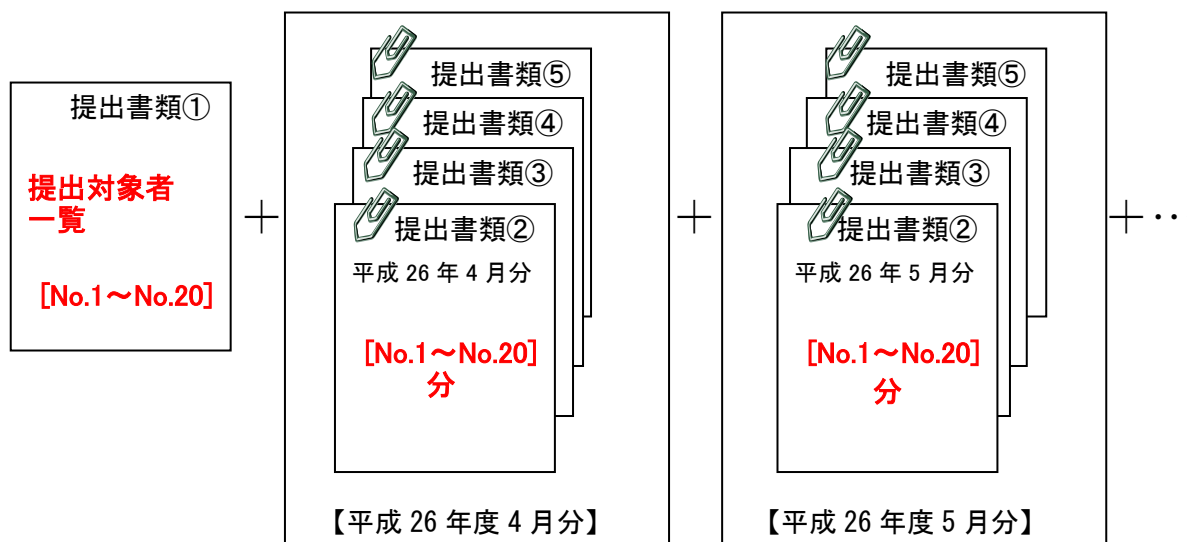 提出書類①
提出対象者
一覧
[No.1～No.20]
＋
提出書類⑤
提出書類④
提出書類③
提出書類②
平成 26 年 4 月分
[No.1～No.20]
分
【平成 26 年度 4 月分】
＋
提出書類⑤
提出書類④
提出書類③
提出書類②
平成 26 年 5 月分
[No.1～No.20]
分
【平成 26 年度 5 月分】
＋‥